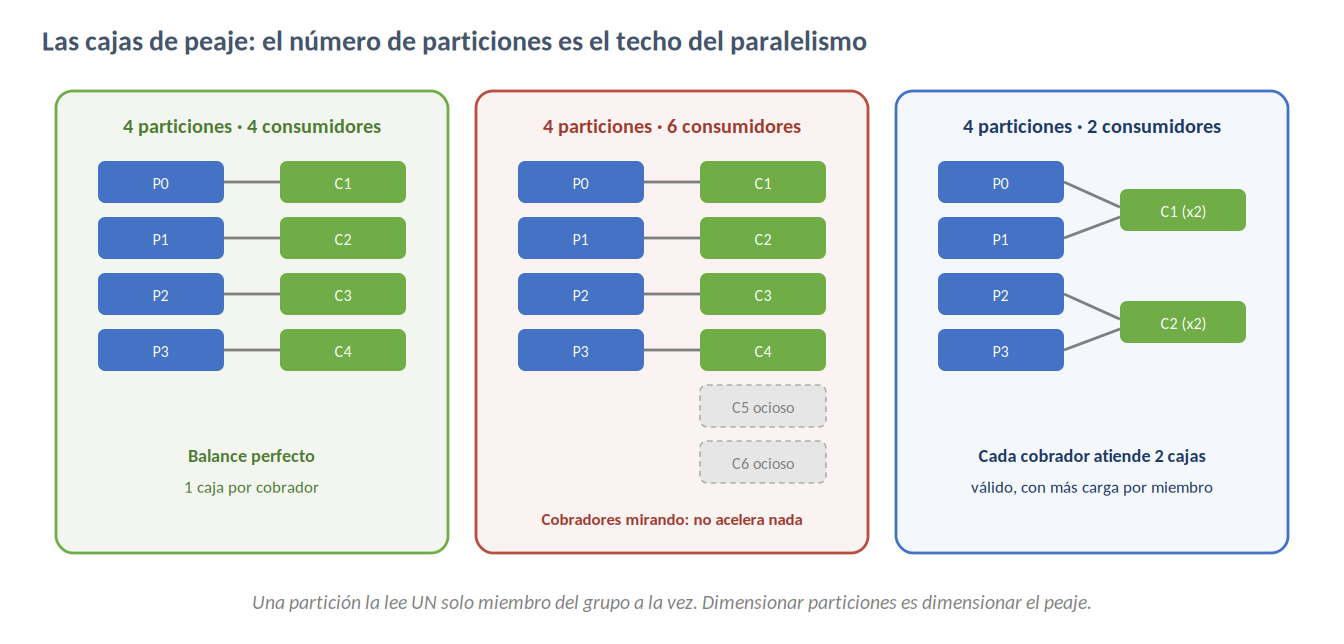 Las cajas de peaje: el número de particiones es el techo del paralelismo
4 particiones · 4 consumidores
P0
C1
P1
C2
P2
C3
P3
C4
Balance perfecto
1 caja por cobrador
4 particiones · 6 consumidores
P0
C1
P1
C2
P2
C3
P3
C4
C5 ocioso
C6 ocioso
Cobradores mirando: no acelera nada
4 particiones · 2 consumidores
P0
C1 (x2)
P1
P2
C2 (x2)
P3
Cada cobrador atiende 2 cajas
válido, con más carga por miembro
Una partición la lee UN solo miembro del grupo a la vez. Dimensionar particiones es dimensionar el peaje.